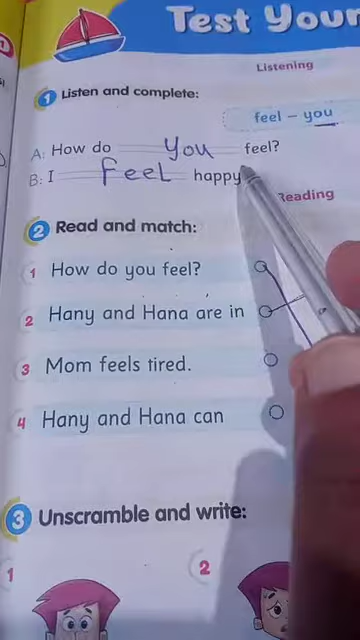 Test Your
Listening
1 Listen and complete:
feel - you
A: How do you feel?
B: I Feel happy
Reading
2 Read and match:
1 How do you feel?
2 Hany and Hana are in
3 Mom feels tired.
4 Hany and Hana can
3 Unscramble and write:
1
2